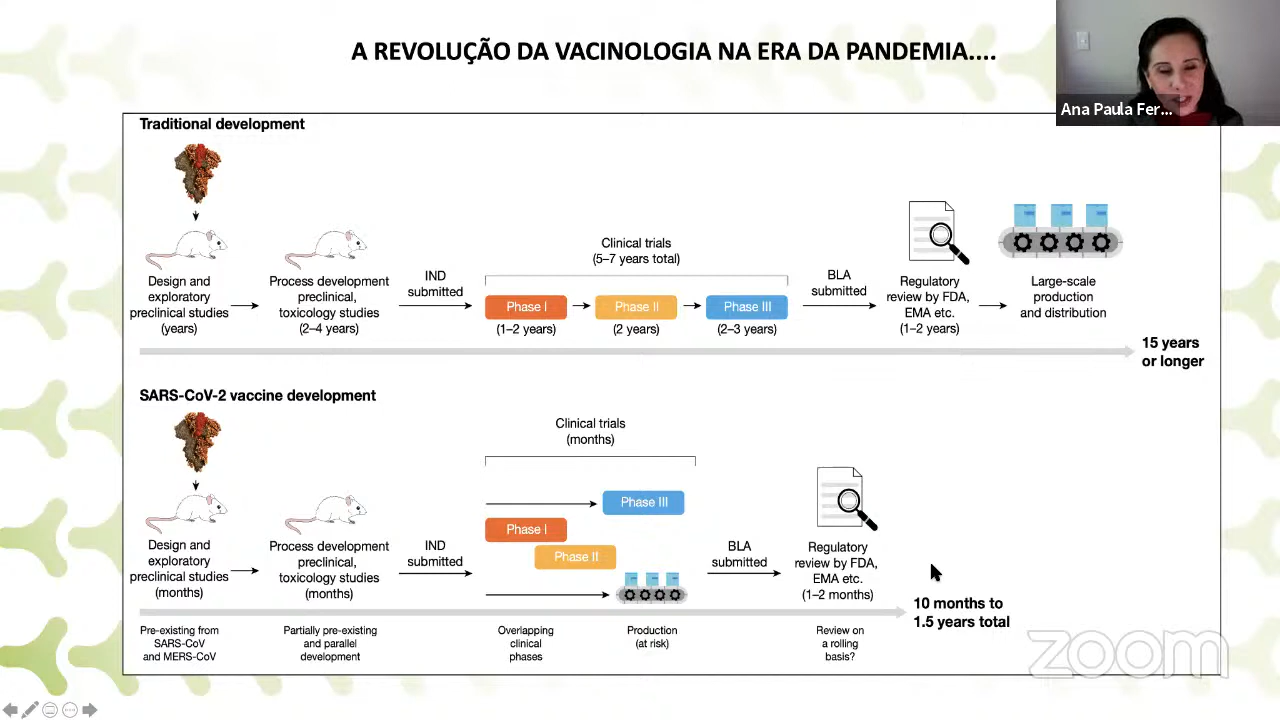 A REVOLUÇÃO DA VACINOLOGIA NA ERA DA PANDEMIA....
Ana Paula Fer...
Traditional development
Design and
exploratory
preclinical studies
(years)
Process development
preclinical,
toxicology studies
(2–4 years)
IND
submitted
Clinical trials
(5–7 years total)
Phase I
(1–2 years)
Phase II
(2 years)
Phase III
(2–3 years)
BLA
submitted
Regulatory
review by FDA,
EMA etc.
(1–2 years)
Large-scale
production
and distribution
15 years
or longer
SARS-CoV-2 vaccine development
Design and
exploratory
preclinical studies
(months)
Process development
preclinical,
toxicology studies
(months)
IND
submitted
Clinical trials
(months)
Phase III
Phase I
Phase II
BLA
submitted
Regulatory
review by FDA,
EMA etc.
(1–2 months)
10 months to
1.5 years total
Pre-existing from
SARS-CoV
and MERS-CoV
Partially pre-existing
and parallel
development
Overlapping
clinical
phases
Production
(at risk)
Review on
a rolling
basis?
zoom